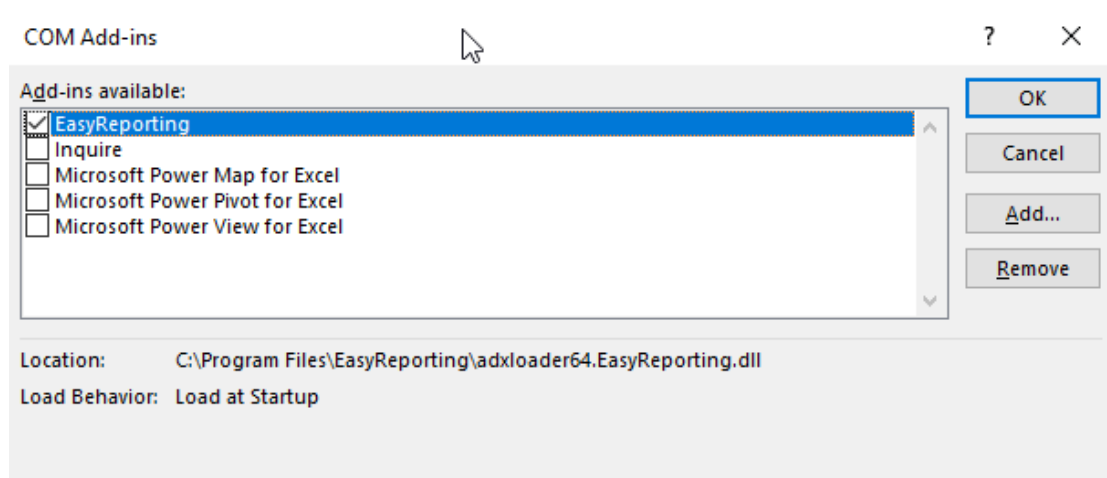 COM Add-ins
?
Add-ins available:
EasyReporting
Inquire
Microsoft Power Map for Excel
Microsoft Power Pivot for Excel
Microsoft Power View for Excel
OK
Cancel
Add...
Remove
Location: C:\Program Files\EasyReporting\adxloader64.EasyReporting.dll
Load Behavior: Load at Startup